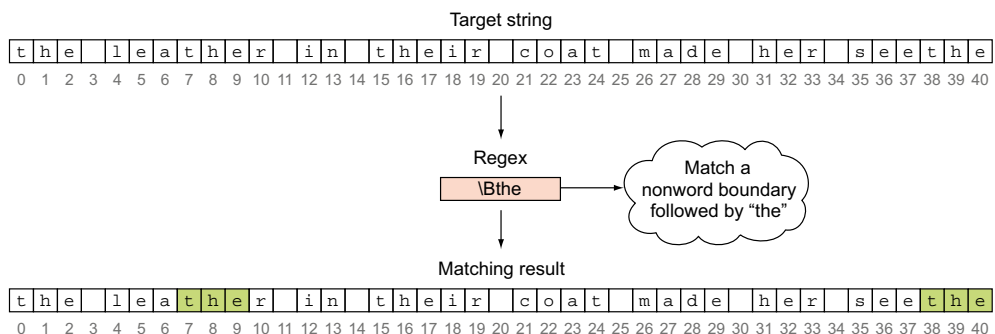 Target string
t h e l e a t h e r i n t h e i r c o a t m a d e h e r s e e t h e
0 1 2 3 4 5 6 7 8 9 10 11 12 13 14 15 16 17 18 19 20 21 22 23 24 25 26 27 28 29 30 31 32 33 34 35 36 37 38 39 40
Regex
\Bthe
Match a
nonword boundary
followed by “the”
Matching result
t h e l e a t h e r i n t h e i r c o a t m a d e h e r s e e t h e
0 1 2 3 4 5 6 7 8 9 10 11 12 13 14 15 16 17 18 19 20 21 22 23 24 25 26 27 28 29 30 31 32 33 34 35 36 37 38 39 40